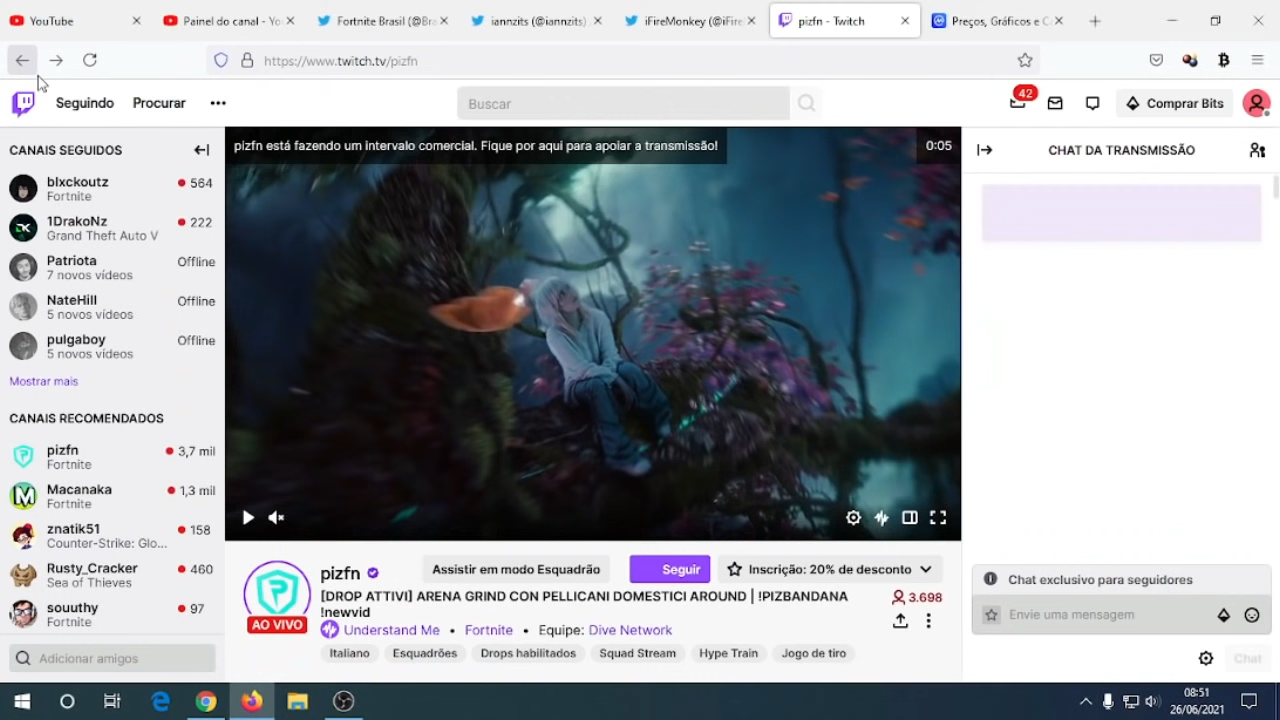 YouTube
Painel do canal - You
Fortnite Brasil (@Bra
iannzits (@iannzits)
iFireMonkey (@iFire
pizfn - Twitch
Preços, Gráficos e C
https://www.twitch.tv/pizfn
Seguindo
Procurar
Buscar
42
Comprar Bits
CANAIS SEGUIDOS
blxckoutz
564
Fortnite
1DrakoNz
222
Grand Theft Auto V
Patriota
Offline
7 novos vídeos
NateHill
Offline
5 novos vídeos
pulgaboy
Offline
5 novos vídeos
Mostrar mais
CANAIS RECOMENDADOS
pizfn
3,7 mil
Fortnite
Macanaka
1,3 mil
Fortnite
znatik51
158
Counter-Strike: Glo...
Rusty_Cracker
460
Sea of Thieves
souuthy
97
Fortnite
Adicionar amigos
pizfn está fazendo um intervalo comercial. Fique por aqui para apoiar a transmissão!
0:05
pizfn
Assistir em modo Esquadrão
Seguir
Inscrição: 20% de desconto
[DROP ATTIVI] ARENA GRIND CON PELLICANI DOMESTICI AROUND | !PIZBANDANA
!newvid
3.698
AO VIVO
Understand Me • Fortnite • Equipe: Dive Network
Italiano
Esquadrões
Drops habilitados
Squad Stream
Hype Train
Jogo de tiro
CHAT DA TRANSMISSÃO
Chat exclusivo para seguidores
Envie uma mensagem
Chat
08:51
26/06/2021